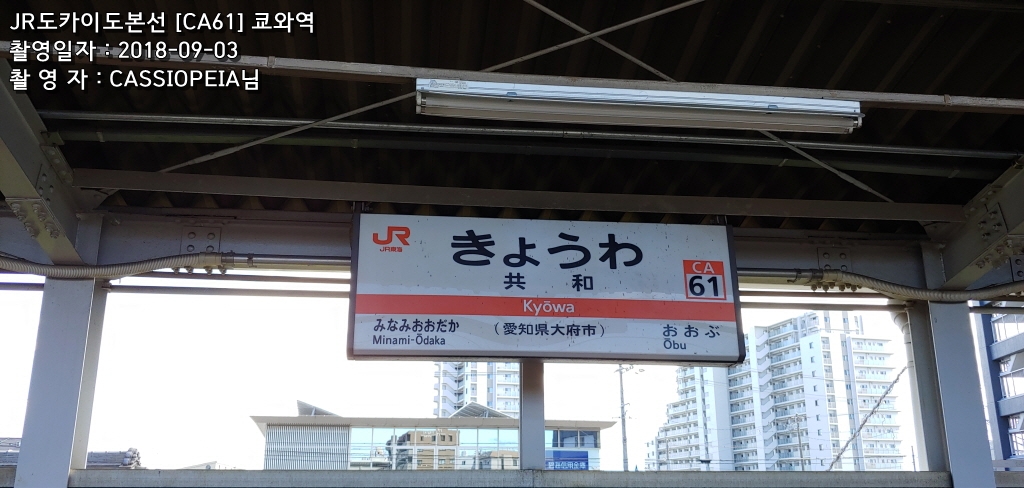 JR도카이도본선 [CA61] 쿄와역
촬영일자 : 2018-09-03
촬 영 자 : CASSIOPEIA님
JR
JR東海
きょうわ
共和
CA
61
Kyōwa
みなみおおだか
Minami-Ōdaka
(愛知県大府市)
おおぶ
Ōbu